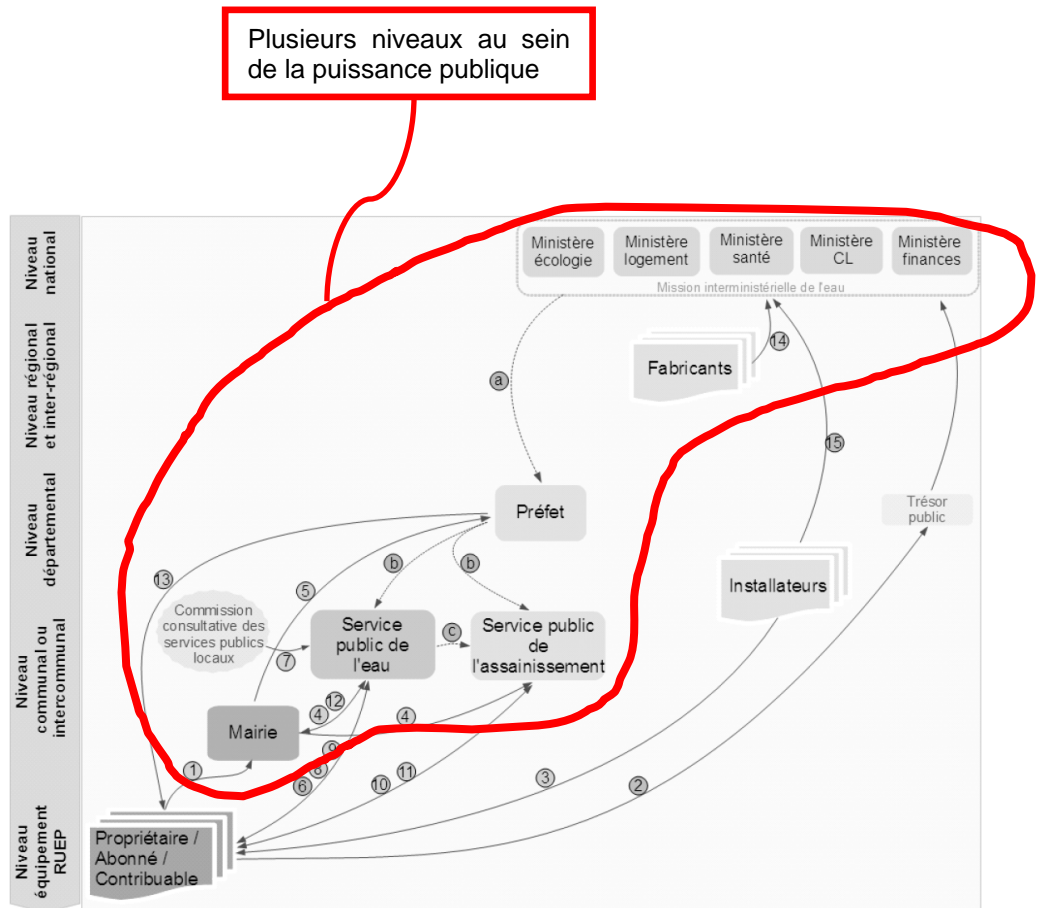 Plusieurs niveaux au sein
de la puissance publique
Niveau
national
Ministère
écologie
Ministère
logement
Ministère
santé
Ministère
CL
Ministère
finances
Mission interministérielle de l'eau
Niveau régional
et inter-régional
Fabricants
14
a
15
Niveau
départemental
Préfet
Trésor
public
13
5
b
b
Installateurs
Niveau
communal ou
intercommunal
Commission
consultative des
services publics
locaux
7
Service
public de
l'eau
c
Service public
de
l'assainissement
12
4
4
Mairie
9
8
6
1
10
11
3
2
Niveau
équipement
RUEP
Propriétaire /
Abonné /
Contribuable